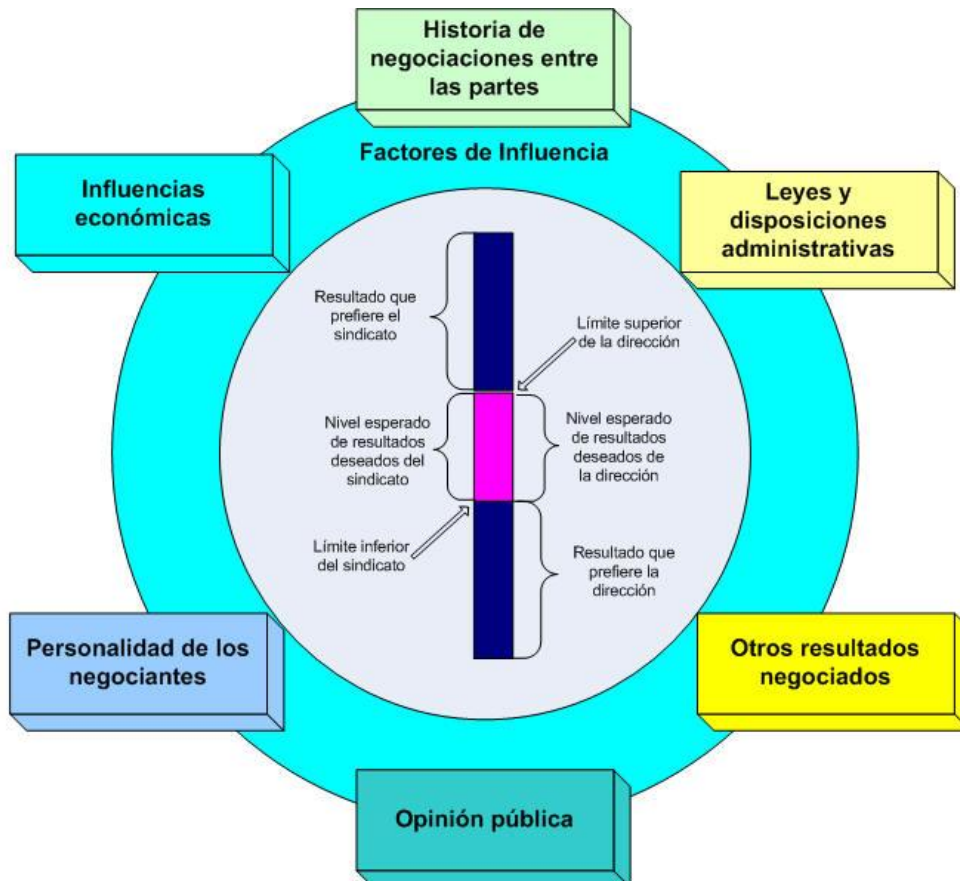 Historia de
negociaciones entre
las partes
Factores de Influencia
Influencias
económicas
Leyes y
disposiciones
administrativas
Resultado que
prefiere el
sindicato
Límite superior
de la dirección
Nivel esperado
de resultados
deseados del
sindicato
Nivel esperado
de resultados
deseados de
la dirección
Límite inferior
del sindicato
Resultado que
prefiere la
dirección
Personalidad de los
negociantes
Otros resultados
negociados
Opinión pública